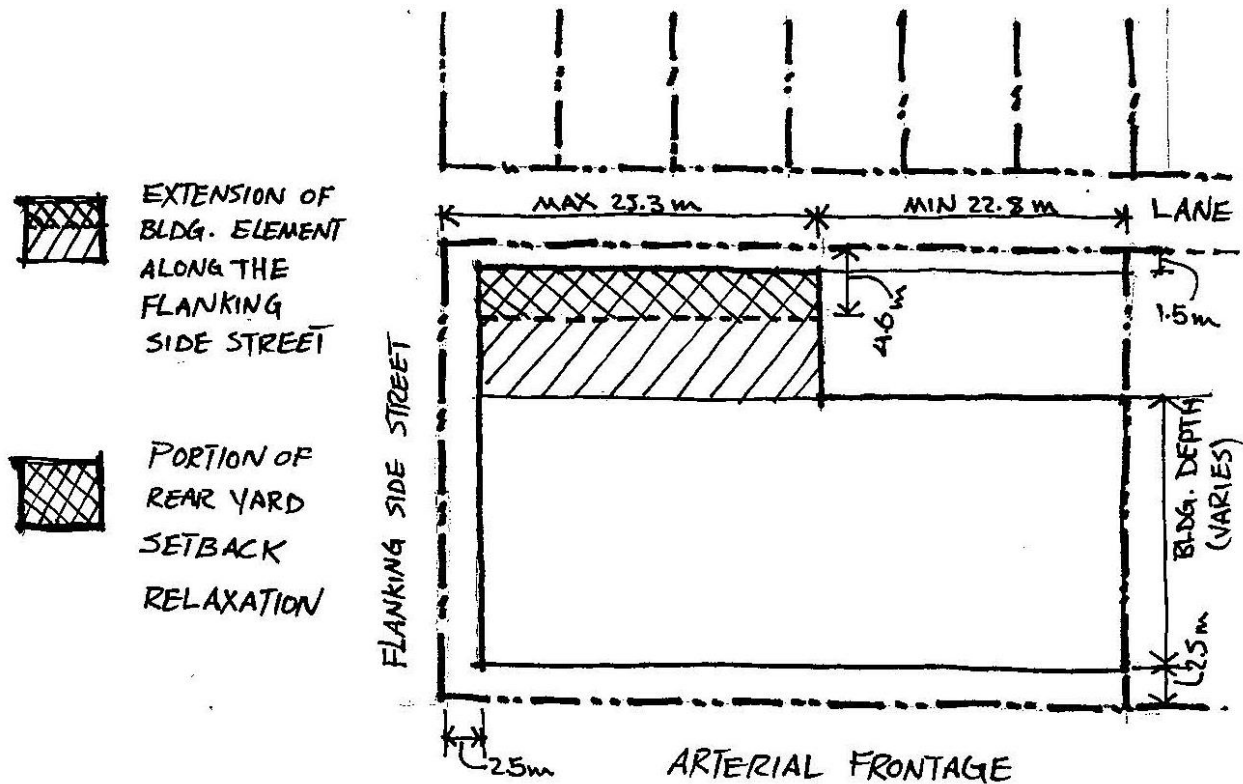 EXTENSION OF
BLDG. ELEMENT
ALONG THE
FLANKING
SIDE STREET
PORTION OF
REAR YARD
SETBACK
RELAXATION
MAX 25.3 m
MIN 22.8 m
LANE
4.6 m
1.5m
FLANKING SIDE STREET
BLDG. DEPTH
(VARIES)
2.5m
2.5m
ARTERIAL FRONTAGE